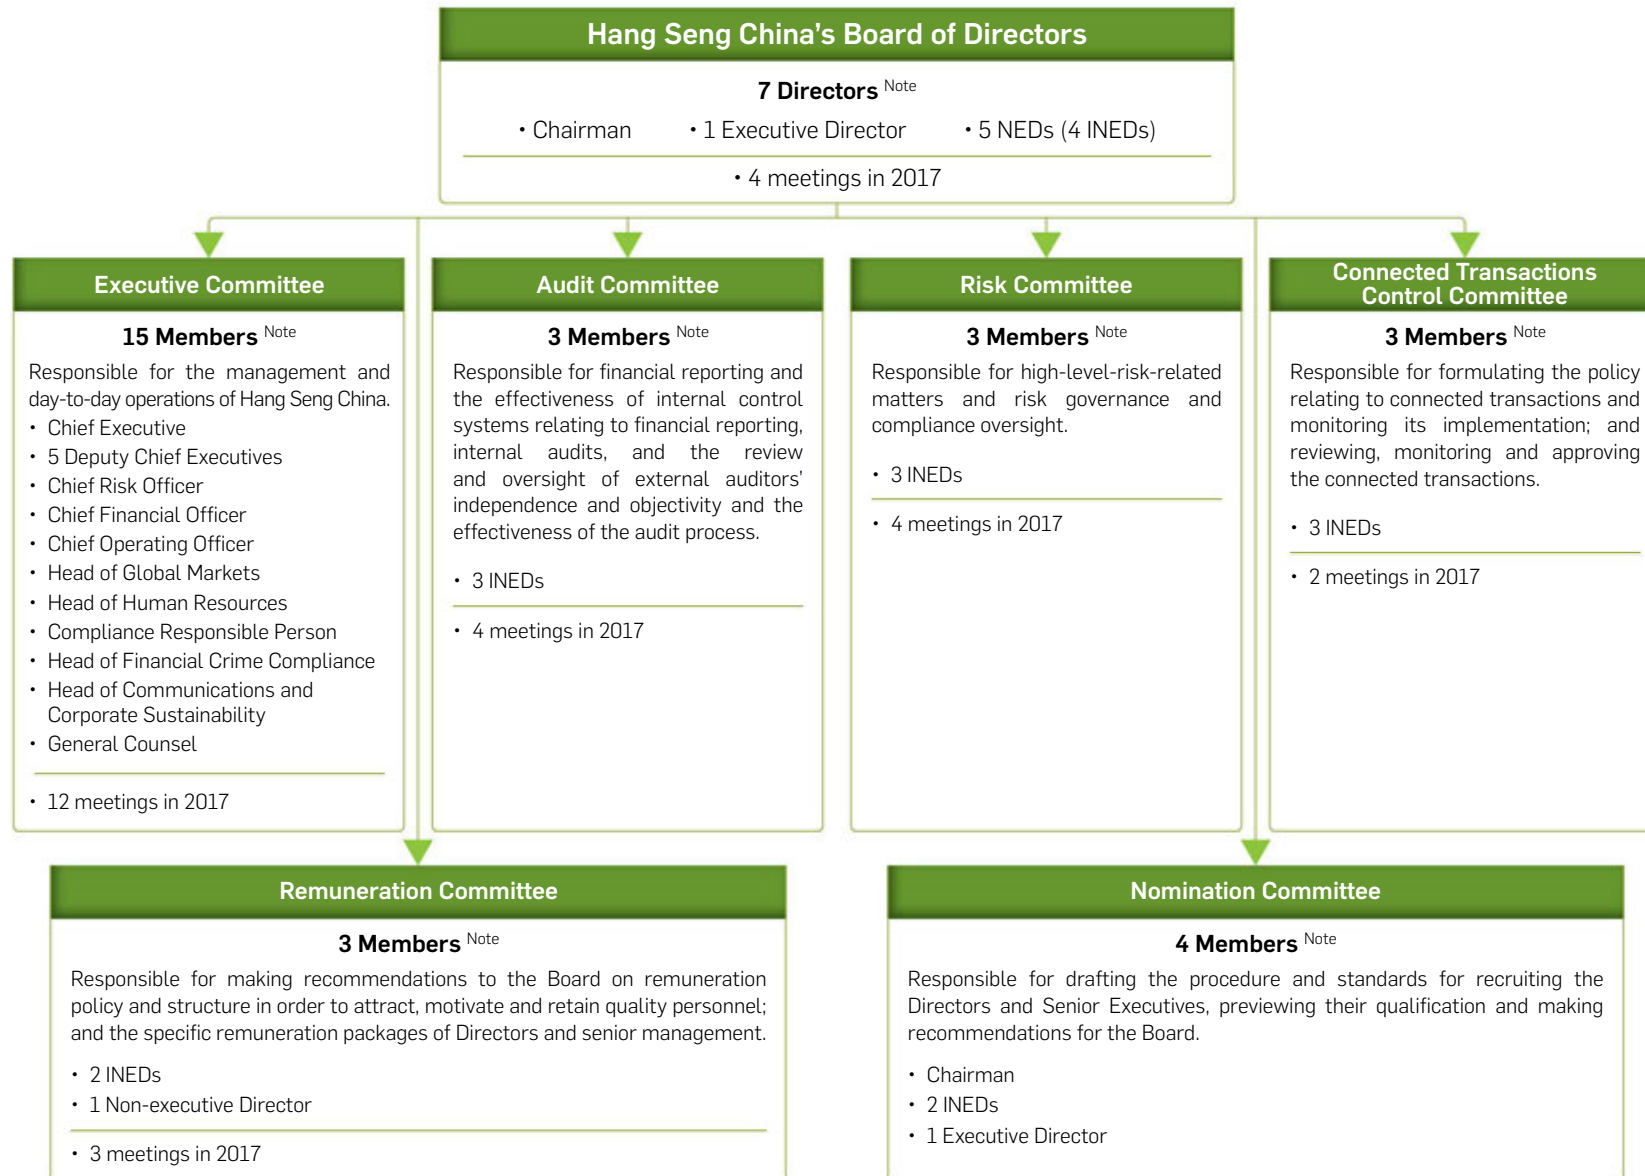 Hang Seng China’s Board of Directors
7 Directors Note
• Chairman • 1 Executive Director • 5 NEDs (4 INEDs)
• 4 meetings in 2017
Executive Committee
15 Members Note
Responsible for the management and
day-to-day operations of Hang Seng China.
• Chief Executive
• 5 Deputy Chief Executives
• Chief Risk Officer
• Chief Financial Officer
• Chief Operating Officer
• Head of Global Markets
• Head of Human Resources
• Compliance Responsible Person
• Head of Financial Crime Compliance
• Head of Communications and
Corporate Sustainability
• General Counsel
• 12 meetings in 2017
Audit Committee
3 Members Note
Responsible for financial reporting and
the effectiveness of internal control
systems relating to financial reporting,
internal audits, and the review
and oversight of external auditors’
independence and objectivity and the
effectiveness of the audit process.
• 3 INEDs
• 4 meetings in 2017
Risk Committee
3 Members Note
Responsible for high-level-risk-related
matters and risk governance and
compliance oversight.
• 3 INEDs
• 4 meetings in 2017
Connected Transactions
Control Committee
3 Members Note
Responsible for formulating the policy
relating to connected transactions and
monitoring its implementation; and
reviewing, monitoring and approving
the connected transactions.
• 3 INEDs
• 2 meetings in 2017
Remuneration Committee
3 Members Note
Responsible for making recommendations to the Board on remuneration
policy and structure in order to attract, motivate and retain quality personnel;
and the specific remuneration packages of Directors and senior management.
• 2 INEDs
• 1 Non-executive Director
• 3 meetings in 2017
Nomination Committee
4 Members Note
Responsible for drafting the procedure and standards for recruiting the
Directors and Senior Executives, previewing their qualification and making
recommendations for the Board.
• Chairman
• 2 INEDs
• 1 Executive Director